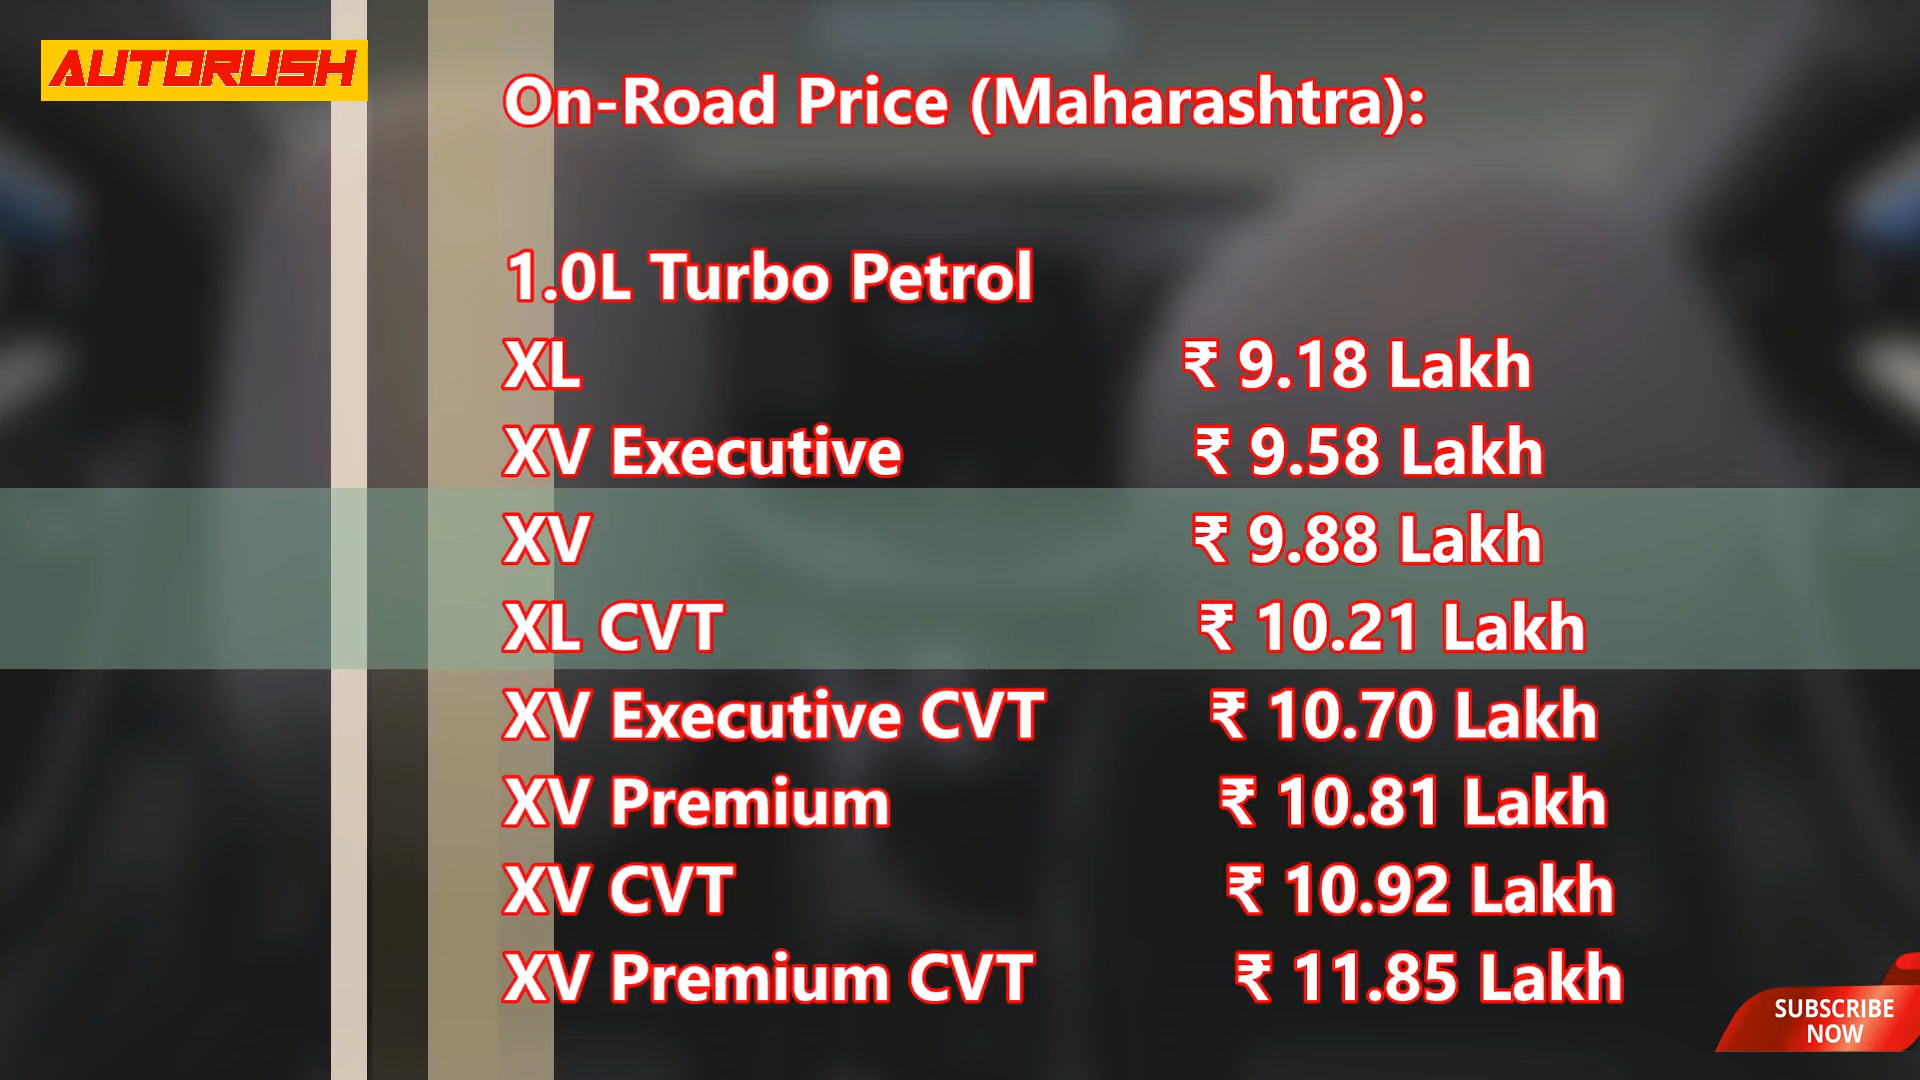 AUTORUSH
On-Road Price (Maharashtra):
1.0L Turbo Petrol
XL ₹ 9.18 Lakh
XV Executive ₹ 9.58 Lakh
XV ₹ 9.88 Lakh
XL CVT ₹ 10.21 Lakh
XV Executive CVT ₹ 10.70 Lakh
XV Premium ₹ 10.81 Lakh
XV CVT ₹ 10.92 Lakh
XV Premium CVT ₹ 11.85 Lakh
SUBSCRIBE
NOW